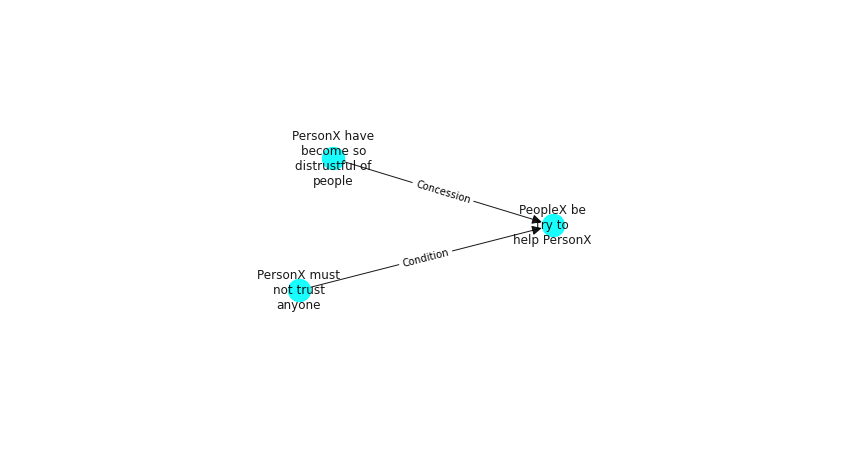 PersonX have
become so
distrustful of
people
Concession
PeopleX be
try to
help PersonX
Condition
PersonX must
not trust
anyone